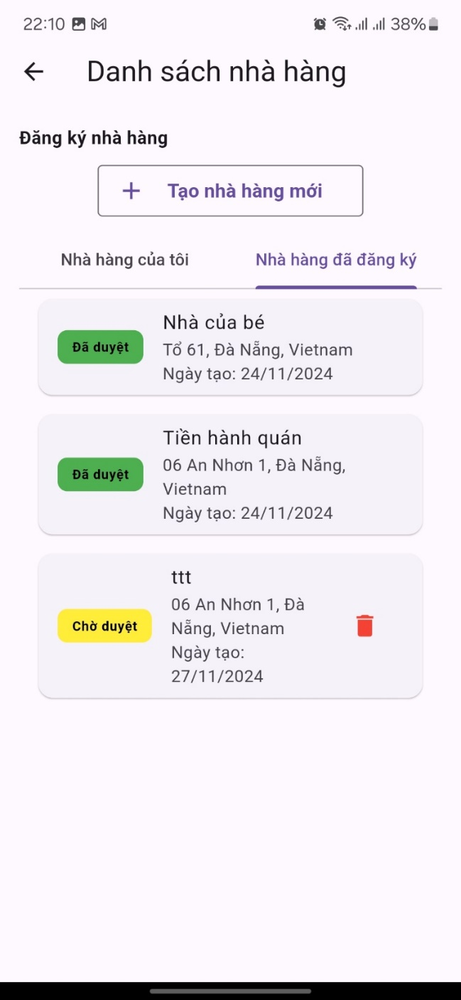 22:10 38%
Danh sách nhà hàng
Đăng ký nhà hàng
Tạo nhà hàng mới
Nhà hàng của tôi Nhà hàng đã đăng ký
Nhà của bé
Đã duyệt
Tổ 61, Đà Nẵng, Vietnam
Ngày tạo: 24/11/2024
Tiền hành quán
06 An Nhơn 1, Đà Nẵng,
Đã duyệt
Vietnam
Ngày tạo: 24/11/2024
ttt
06 An Nhơn 1, Đà
Chờ duyệt
Nẵng, Vietnam
Ngày tạo:
27/11/2024